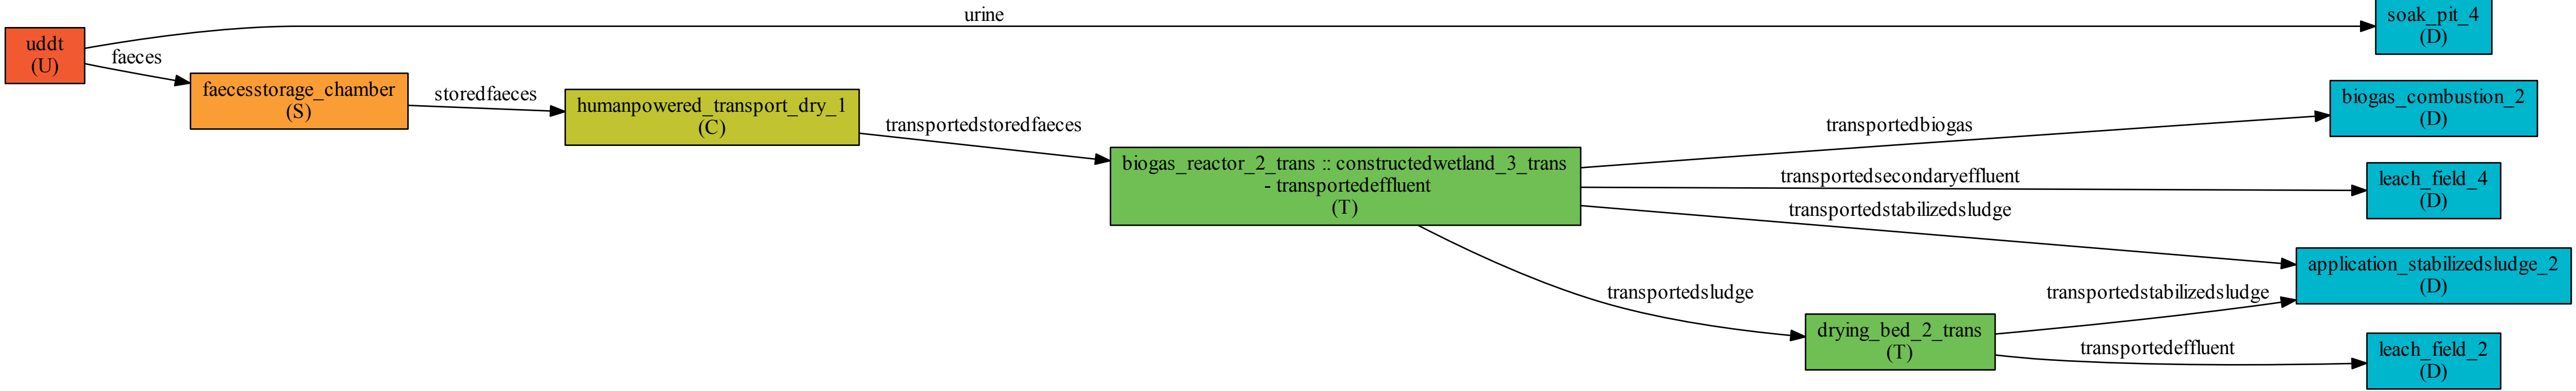 urine
soak_pit_4
(D)
uddt
(U)
faeces
faecesstorage_chamber
(S)
storedfaeces
humanpowered_transport_dry_1
(C)
transportedstoredfaeces
biogas_reactor_2_trans :: constructedwetland_3_trans
- transportedeffluent
(T)
transportedbiogas
biogas_combustion_2
(D)
transportedsecondaryeffluent
leach_field_4
(D)
transportedstabilizedsludge
application_stabilizedsludge_2
(D)
transportedsludge
drying_bed_2_trans
(T)
transportedstabilizedsludge
transportedeffluent
leach_field_2
(D)